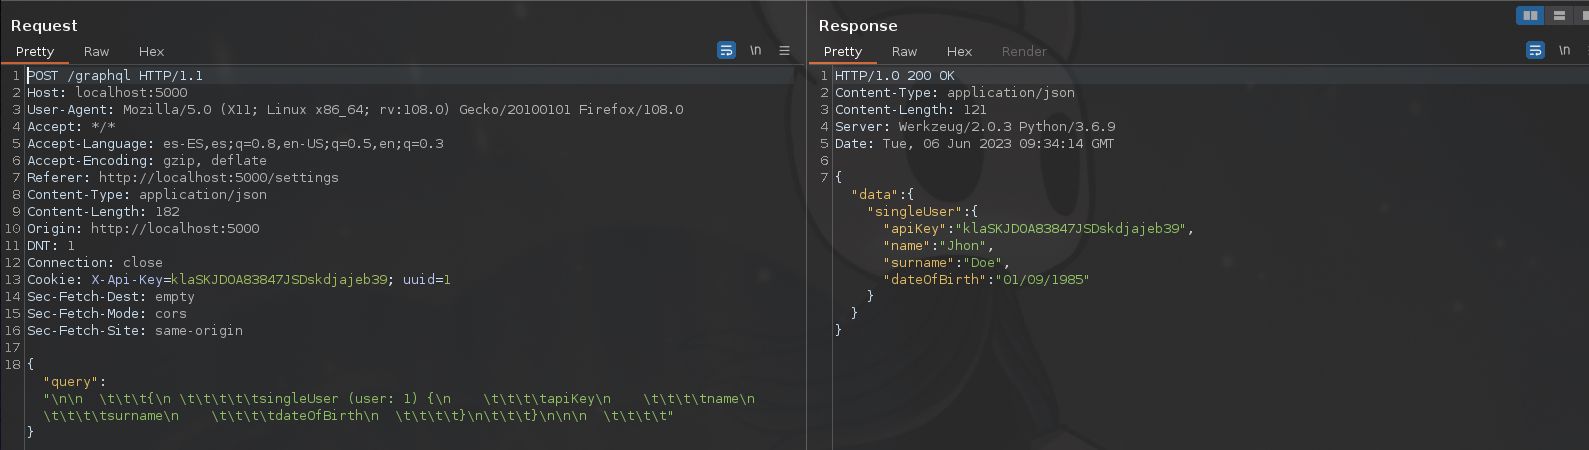 Request
Pretty Raw Hex
\n
1 POST /graphql HTTP/1.1
2 Host: localhost:5000
3 User-Agent: Mozilla/5.0 (X11; Linux x86_64; rv:108.0) Gecko/20100101 Firefox/108.0
4 Accept: */*
5 Accept-Language: es-ES,es;q=0.8,en-US;q=0.5,en;q=0.3
6 Accept-Encoding: gzip, deflate
7 Referer: http://localhost:5000/settings
8 Content-Type: application/json
9 Content-Length: 182
10 Origin: http://localhost:5000
11 DNT: 1
12 Connection: close
13 Cookie: X-Api-Key=klaSKJDOA83847JSDskdjajeb39; uuid=1
14 Sec-Fetch-Dest: empty
15 Sec-Fetch-Mode: cors
16 Sec-Fetch-Site: same-origin
17
18 {
"query":
"\n\n  \t\t\t{\n \t\t\t\t\tsingleUser (user: 1) {\n    \t\t\t\tapiKey\n    \t\t\t\tname\n
\t\t\t\tsurname\n    \t\t\t\tdateOfBirth\n  \t\t\t\t}\n\t\t\t}\n\n\n  \t\t\t\t"
}
Response
Pretty Raw Hex Render
\n
1 HTTP/1.0 200 OK
2 Content-Type: application/json
3 Content-Length: 121
4 Server: Werkzeug/2.0.3 Python/3.6.9
5 Date: Tue, 06 Jun 2023 09:34:14 GMT
6
7 {
"data":{
"singleUser":{
"apiKey":"klaSKJDOA83847JSDskdjajeb39",
"name":"Jhon",
"surname":"Doe",
"dateOfBirth":"01/09/1985"
}
}
}